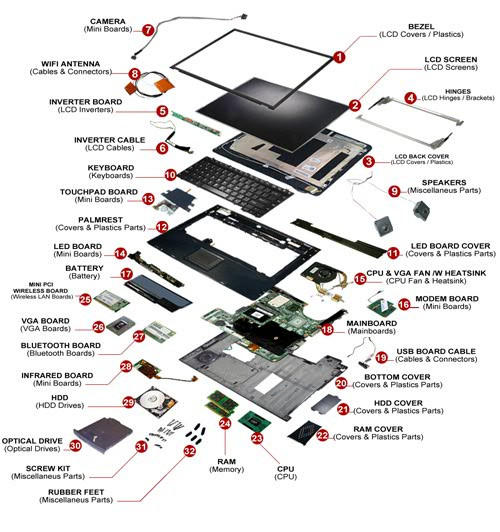 CAMERA
(Mini Boards)
7
BEZEL
(LCD Covers / Plastics)
1
WIFI ANTENNA
(Cables & Connectors)
8
LCD SCREEN
(LCD Screens)
2
HINGES
(LCD Hinges / Brackets)
4
INVERTER BOARD
(LCD Inverters)
5
INVERTER CABLE
(LCD Cables)
6
LCD BACK COVER
(LCD Covers / Plastics)
3
KEYBOARD
(Keyboards)
10
SPEAKERS
(Miscellaneus Parts)
9
TOUCHPAD BOARD
(Mini Boards)
13
PALMREST
(Covers & Plastics Parts)
12
LED BOARD
(Mini Boards)
14
LED BOARD COVER
(Covers & Plastics Parts)
11
BATTERY
(Battery)
17
CPU & VGA FAN /W HEATSINK
(CPU Fan & Heatsink)
15
MINI PCI
WIRELESS BOARD
(Wireless LAN Boards)
25
MODEM BOARD
(Mini Boards)
16
VGA BOARD
(VGA Boards)
26
MAINBOARD
(Mainboards)
18
BLUETOOTH BOARD
(Bluetooth Boards)
27
USB BOARD CABLE
(Cables & Connectors)
19
INFRARED BOARD
(Mini Boards)
28
BOTTOM COVER
(Covers & Plastics Parts)
20
HDD
(HDD Drives)
29
HDD COVER
(Covers & Plastics Parts)
21
RAM COVER
(Covers & Plastics Parts)
22
OPTICAL DRIVE
(Optical Drives)
30
SCREW KIT
(Miscellaneus Parts)
31
RUBBER FEET
(Miscellaneus Parts)
32
24
RAM
(Memory)
23
CPU
(CPU)